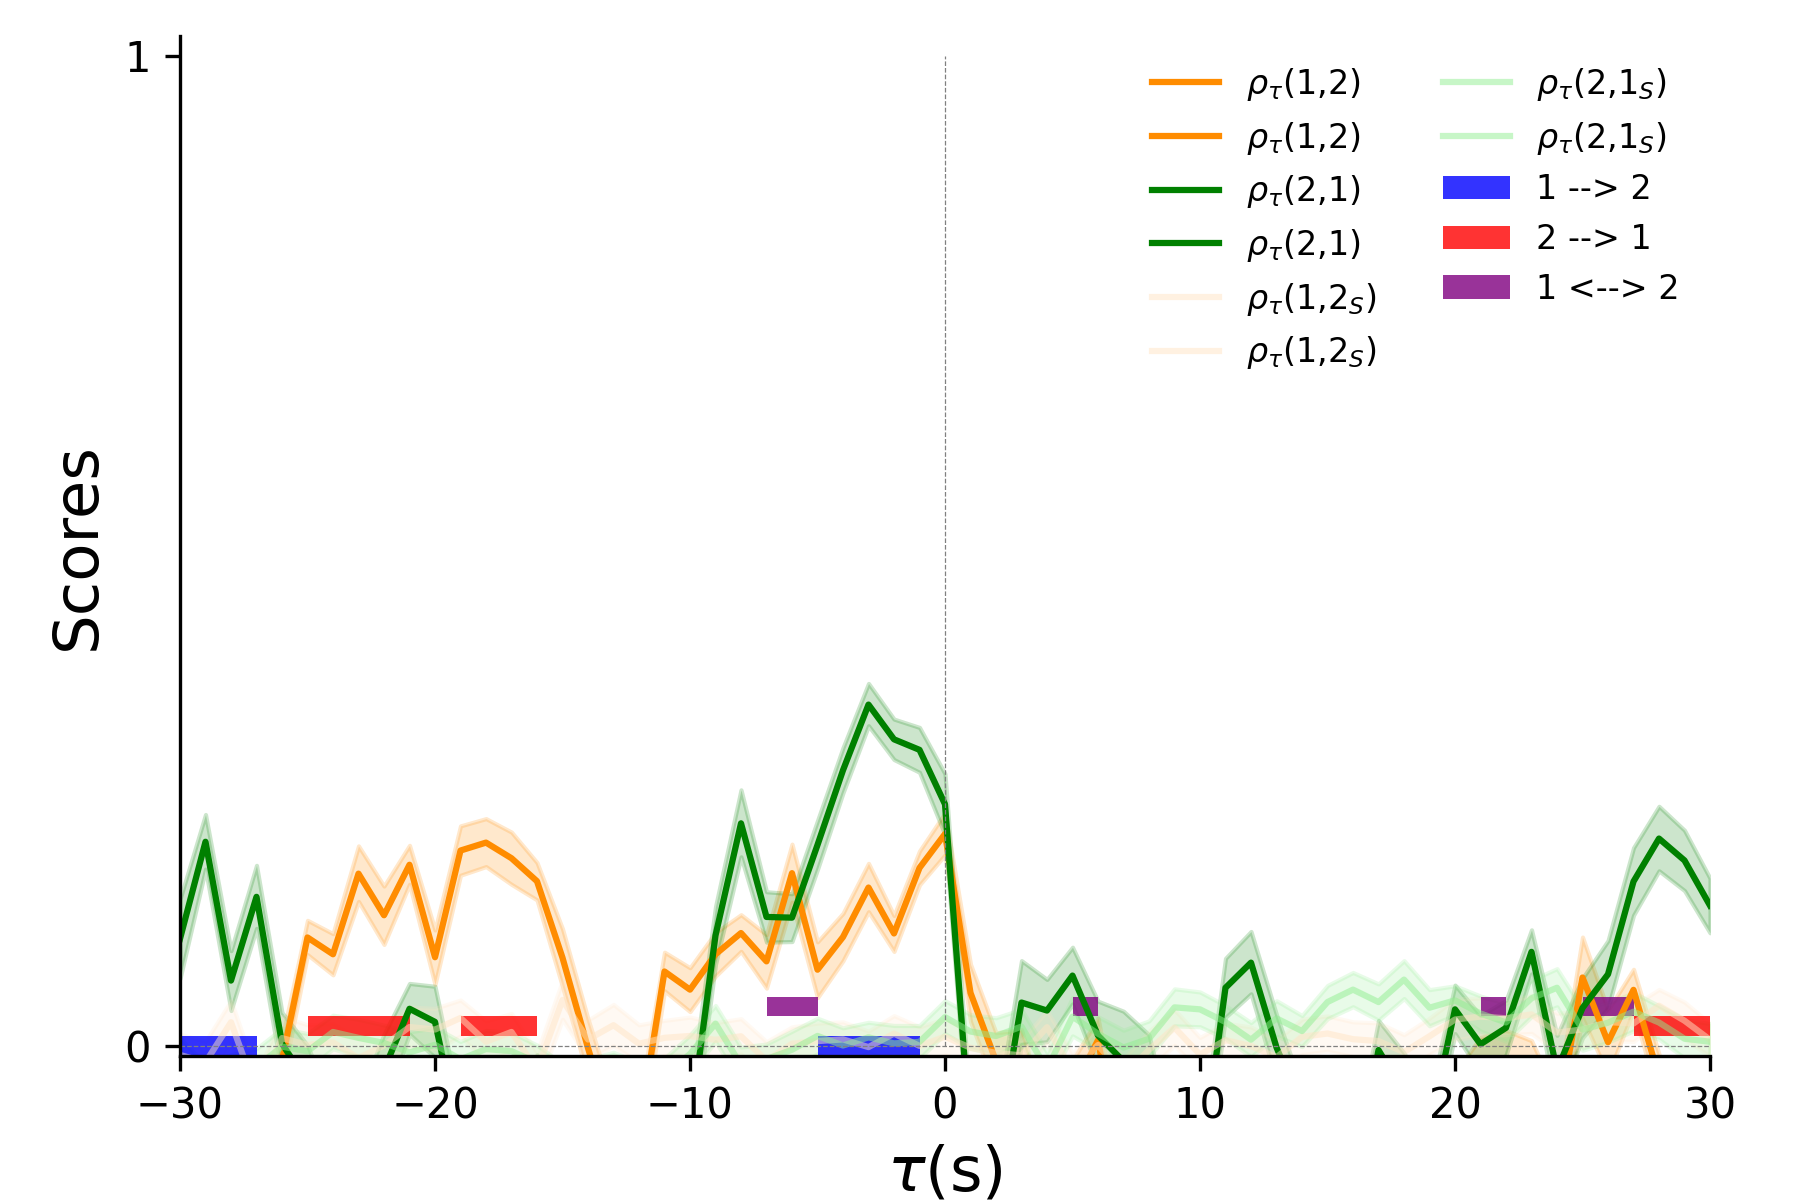 1
ρτ(1,2)
ρτ(1,2)
ρτ(2,1)
ρτ(2,1)
ρτ(1,2S)
ρτ(1,2S)
ρτ(2,1S)
ρτ(2,1S)
1 --> 2
2 --> 1
1 <--> 2
Scores
0
−30 −20 −10 0 10 20 30
τ(s)